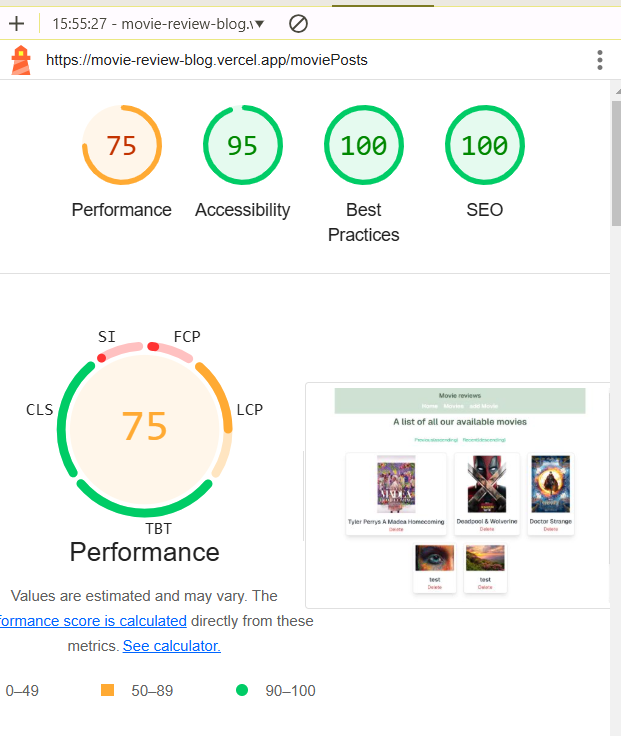 15:55:27 - movie-review-blog.v
https://movie-review-blog.vercel.app/moviePosts
75
95
100
100
Performance
Accessibility
Best
Practices
SEO
SI
FCP
CLS
LCP
75
TBT
Performance
Values are estimated and may vary. The
formance score is calculated directly from these
metrics. See calculator.
0–49
50–89
90–100
Movie reviews
Home Movies add Movie
A list of all our available movies
Tyler Perrys A Madea Homecoming
Delete
Deadpool & Wolverine
Delete
Doctor Strange
Delete
test
Delete
test
Delete